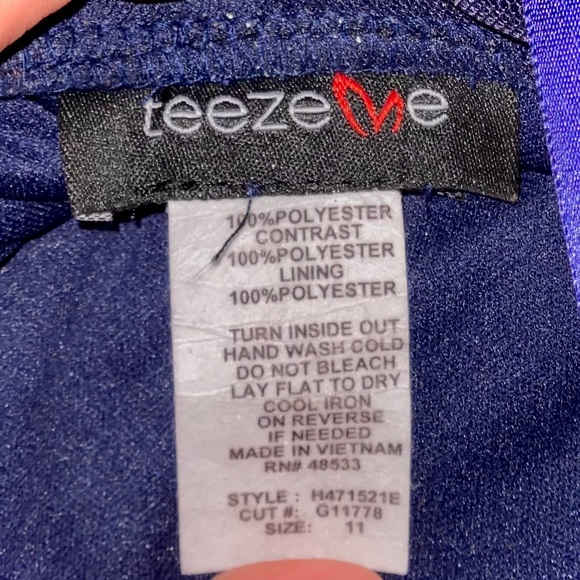 teezeMe
100%POLYESTER
CONTRAST
100%POLYESTER
LINING
100%POLYESTER
TURN INSIDE OUT
HAND WASH COLD
DO NOT BLEACH
LAY FLAT TO DRY
COOL IRON
ON REVERSE
IF NEEDED
MADE IN VIETNAM
RN# 48533
STYLE : H471521E
CUT #: G11778
SIZE: 11